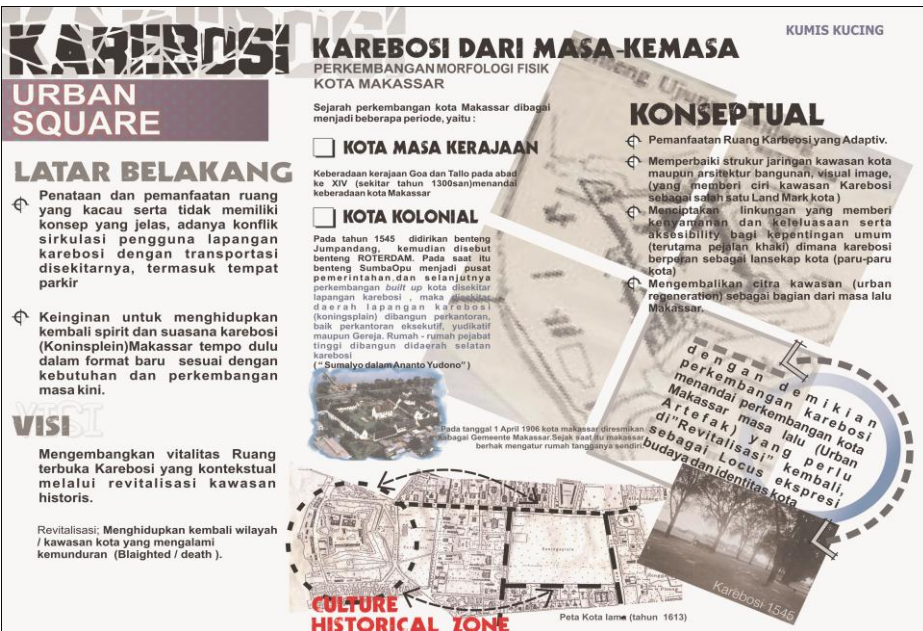 KAREBOSI
URBAN
SQUARE
LATAR BELAKANG
Penataan dan pemanfaatan ruang
yang kacau serta tidak memiliki
konsep yang jelas, adanya konflik
sirkulasi pengguna lapangan
karebosi dengan transportasi
disekitarnya, termasuk tempat
parkir
Keinginan untuk menghidupkan
kembali spirit dan suasana karebosi
(Koninsplein)Makassar tempo dulu
dalam format baru sesuai dengan
kebutuhan dan perkembangan
masa kini.
VISI
Mengembangkan vitalitas Ruang
terbuka Karebosi yang kontekstual
melalui revitalisasi kawasan
historis.
Revitalisasi; Menghidupkan kembali wilayah
/ kawasan kota yang mengalami
kemunduran (Blaighted / death ).
KAREBOSI DARI MASA-KEMASA
PERKEMBANGAN MORFOLOGI FISIK
KOTA MAKASSAR
Sejarah perkembangan kota Makassar dibagai
menjadi beberapa periode, yaitu :
KOTA MASA KERAJAAN
Keberadaan kerajaan Goa dan Tallo pada abad
ke XIV (sekitar tahun 1300san)menandai
keberadaan kota Makassar
KOTA KOLONIAL
Pada tahun 1545 didirikan benteng
Jumpandang, kemudian disebut
benteng ROTERDAM. Pada saat itu
benteng SumbaOpu menjadi pusat
pemerintahan dan selanjutnya
perkembangan built up kota disekitar
lapangan karebosi , maka disekitar
daerah lapangan karebosi
(koningsplein) dibangun perkantoran,
baik perkantoran eksekutif, yudikatif
maupun Gereja. Rumah - rumah pejabat
tinggi dibangun didaerah selatan
karebosi
( " Sumalyo dalam Ananto Yudono" )
Pada tanggal 1 April 1906 kota makassar diresmikan
sabagai Gemeente Makassar.Sejak saat itu makassar
berhak mengatur rumah tangganya sendiri.
CULTURE
HISTORICAL ZONE
Peta Kota lama (tahun 1613)
KUMIS KUCING
KONSEPTUAL
Pemanfaatan Ruang Karbeosi yang Adaptiv.
Memperbaiki strukur jaringan kawasan kota
maupun arsitektur bangunan, visual image,
(yang memberi ciri kawasan Karebosi
sebagai salah satu Land Mark kota )
Menciptakan linkungan yang memberi
kenyamanan dan keleluasaan serta
aksesibility bagi kepentingan umum
(terutama pejalan khaki) dimana karebosi
berperan sebagai lansekap kota (paru-paru
kota)
Mengembalikan citra kawasan (urban
regeneration) sebagai bagian dari masa lalu
Makassar.
dengan demikian
perkembangan karebosi
menandai perkembangan kota
Makassar masa lalu (Urban
Artefak) yang perlu
di"Revitalisasi" kembali,
sebagai Locus ekspresi
budaya dan identitas kota
Karebosi 1545